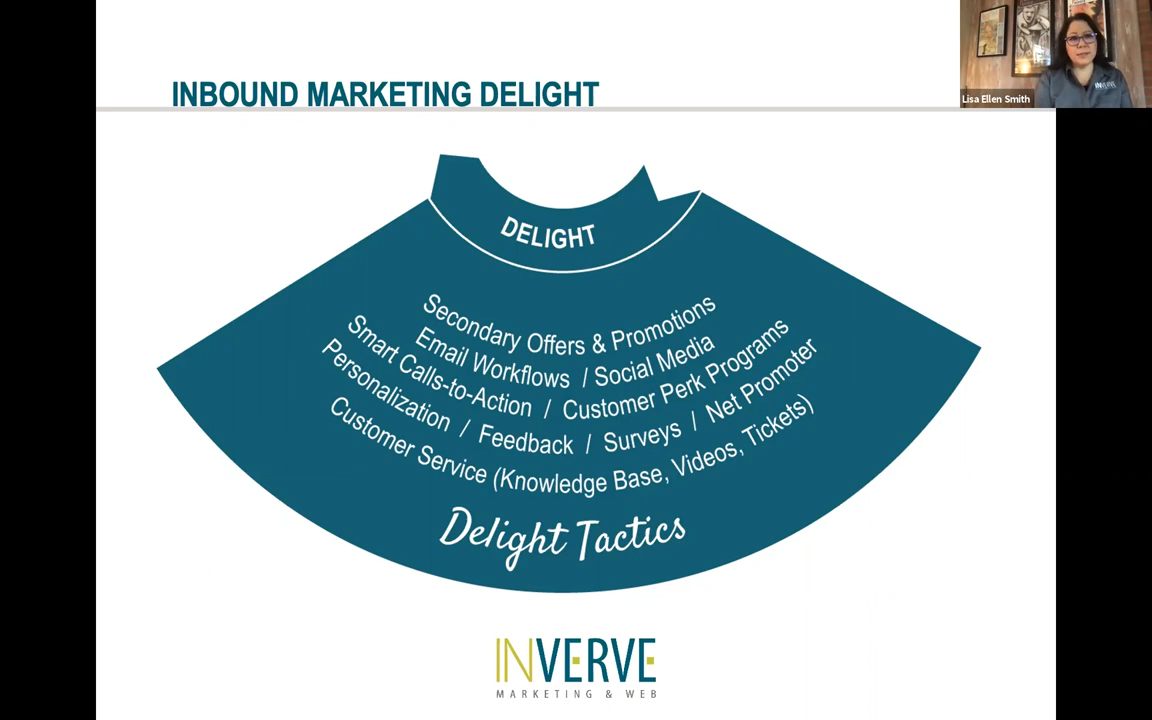 INBOUND MARKETING DELIGHT
INVERVE
Lisa Ellen Smith
DELIGHT
Secondary Offers & Promotions
Email Workflows / Social Media
Smart Calls-to-Action / Customer Perk Programs
Personalization / Feedback / Surveys / Net Promoter
Customer Service (Knowledge Base, Videos, Tickets)
Delight Tactics
INVERVE
MARKETING & WEB